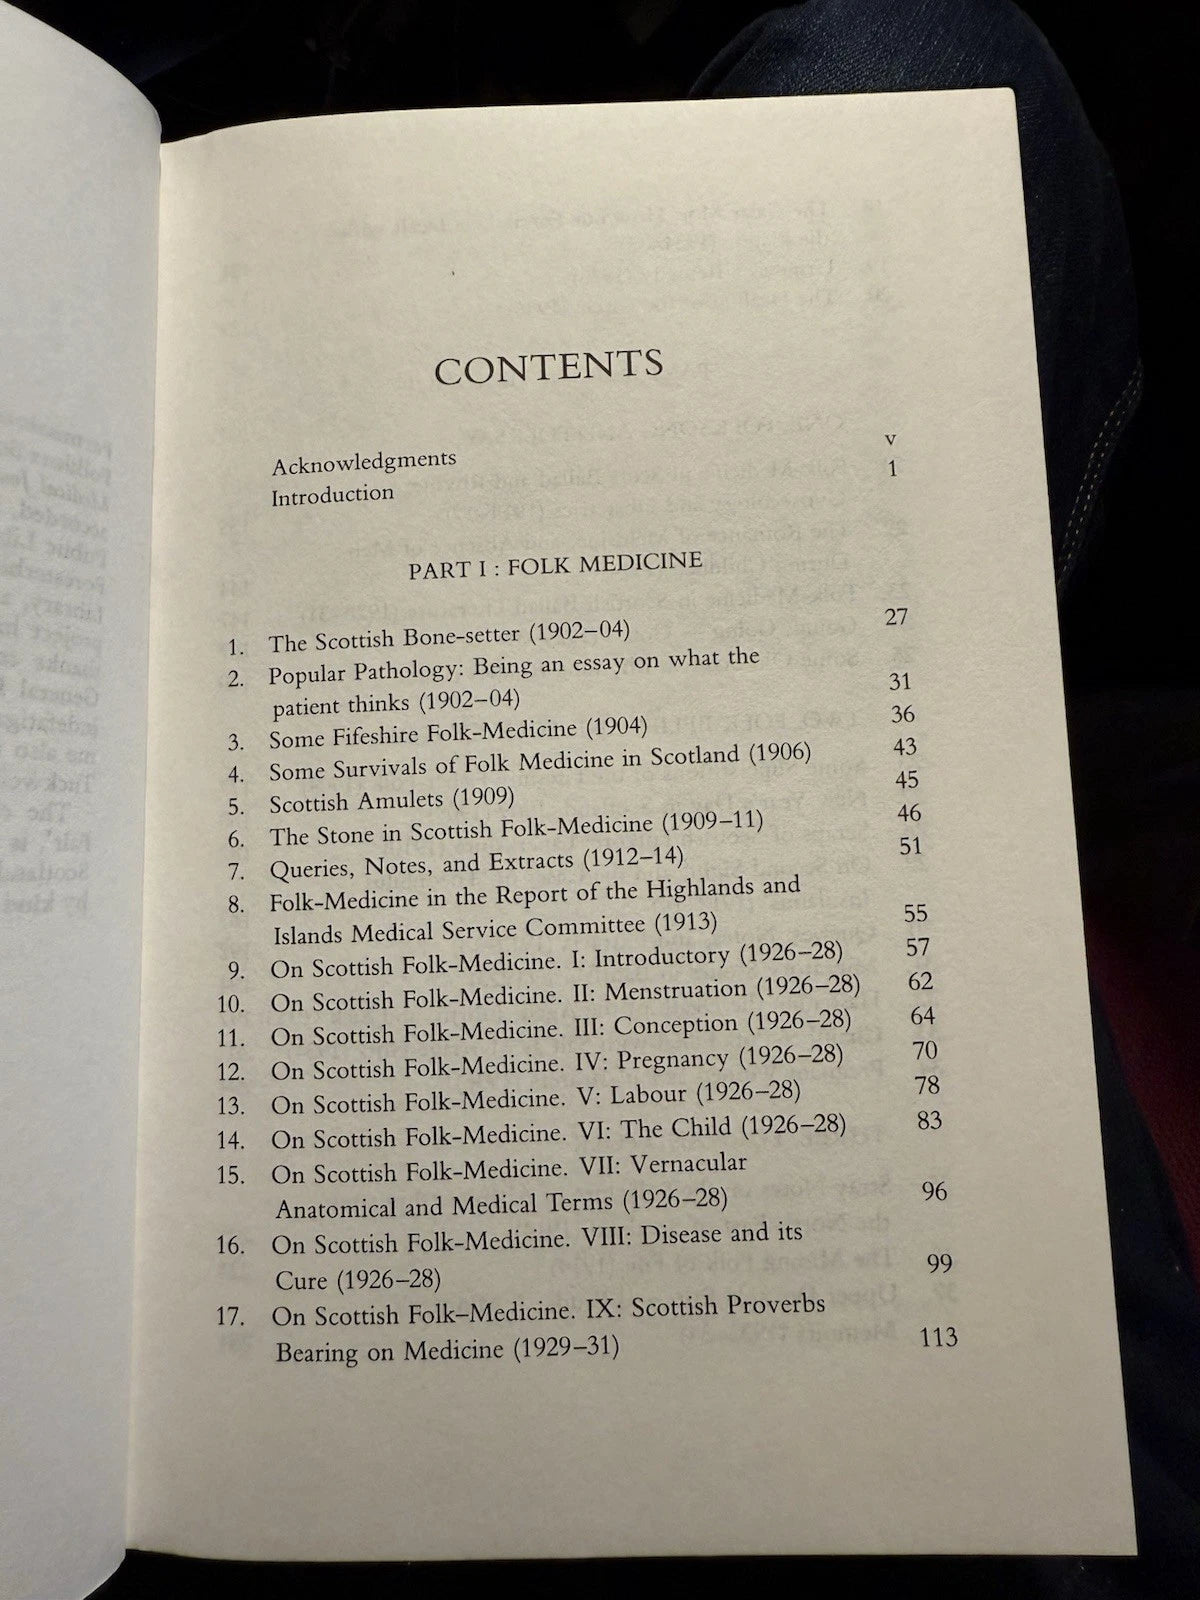 CONTENTS
Acknowledgments v
Introduction 1
PART I : FOLK MEDICINE
1. The Scottish Bone-setter (1902–04) 27
2. Popular Pathology: Being an essay on what the
patient thinks (1902–04) 31
3. Some Fifeshire Folk-Medicine (1904) 36
4. Some Survivals of Folk Medicine in Scotland (1906) 43
5. Scottish Amulets (1909) 45
6. The Stone in Scottish Folk-Medicine (1909–11) 46
7. Queries, Notes, and Extracts (1912–14) 51
8. Folk-Medicine in the Report of the Highlands and
Islands Medical Service Committee (1913) 55
9. On Scottish Folk-Medicine. I: Introductory (1926–28) 57
10. On Scottish Folk-Medicine. II: Menstruation (1926–28) 62
11. On Scottish Folk-Medicine. III: Conception (1926–28) 64
12. On Scottish Folk-Medicine. IV: Pregnancy (1926–28) 70
13. On Scottish Folk-Medicine. V: Labour (1926–28) 78
14. On Scottish Folk-Medicine. VI: The Child (1926–28) 83
15. On Scottish Folk-Medicine. VII: Vernacular
Anatomical and Medical Terms (1926–28) 96
16. On Scottish Folk-Medicine. VIII: Disease and its
Cure (1926–28) 99
17. On Scottish Folk–Medicine. IX: Scottish Proverbs
Bearing on Medicine (1929–31) 113